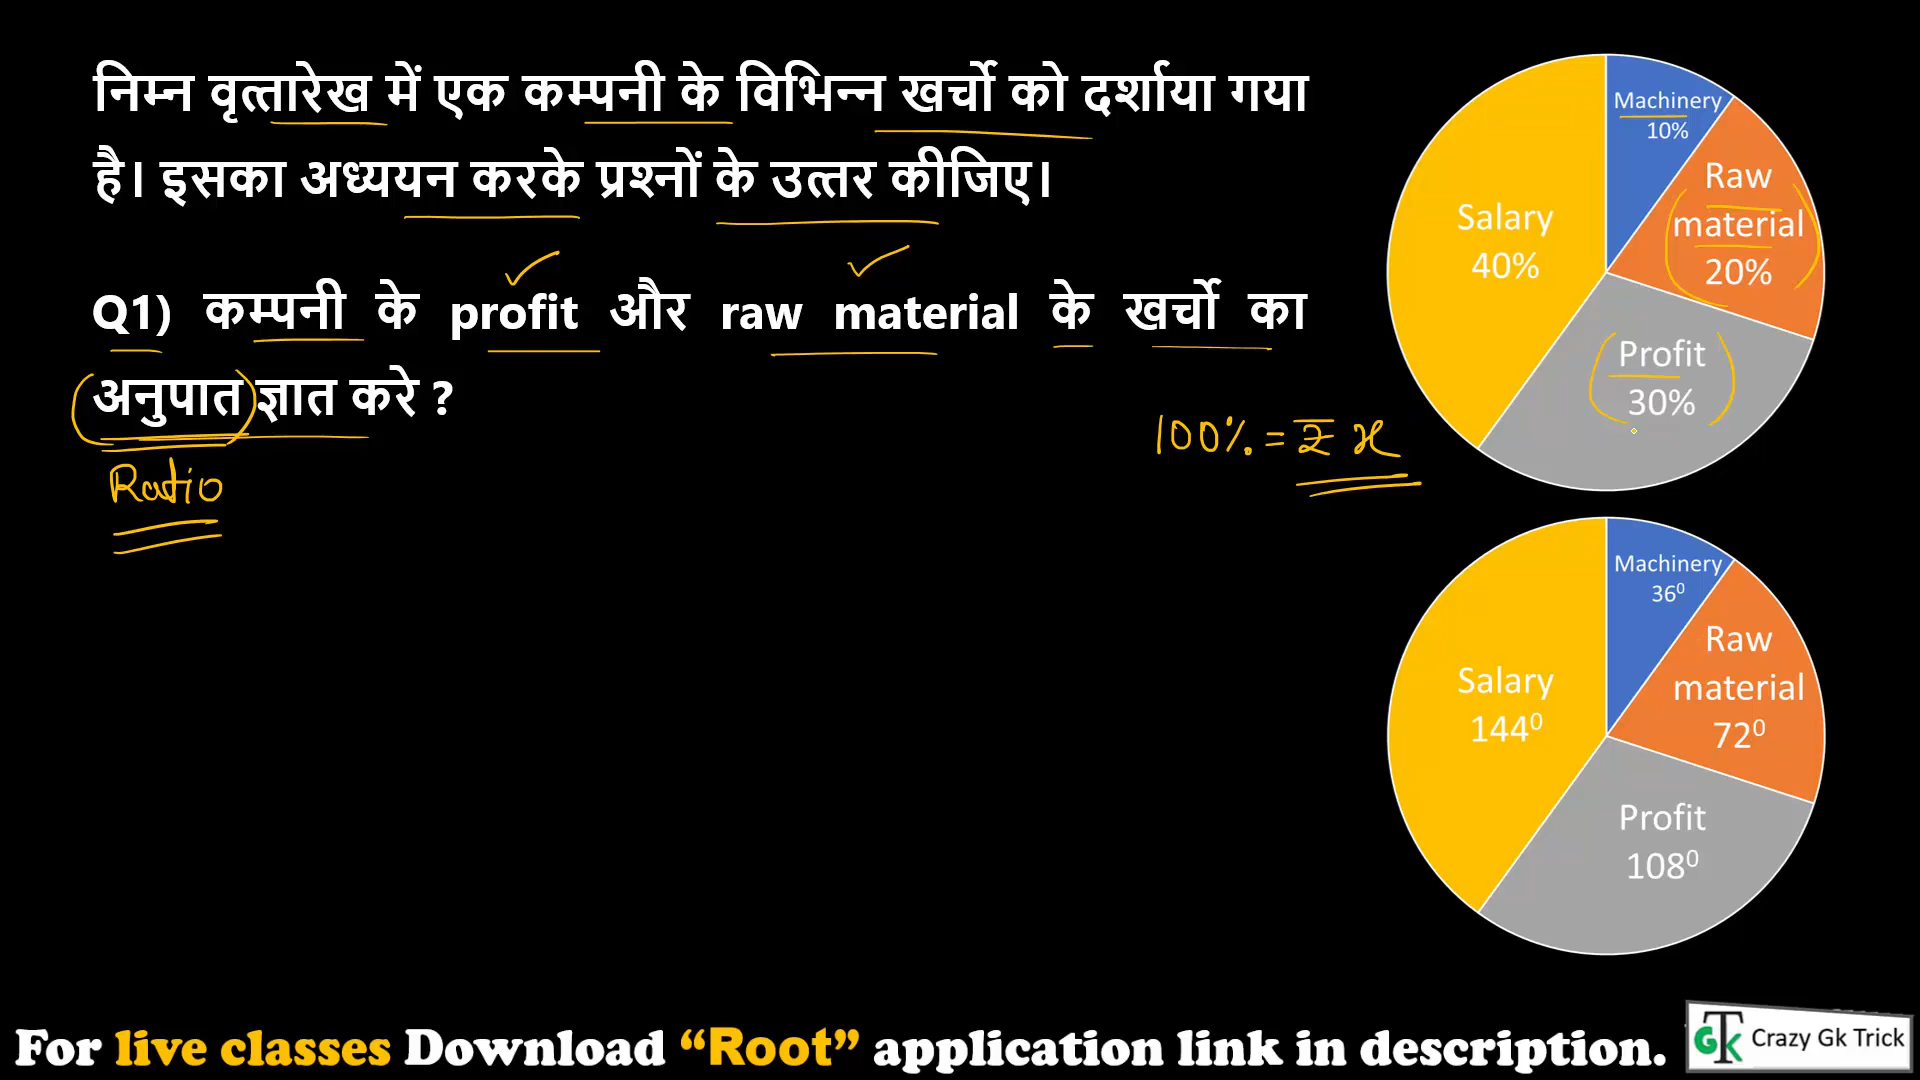 निम्न वृत्तारेख में एक कम्पनी के विभिन्न खर्चो को दर्शाया गया
है। इसका अध्ययन करके प्रश्नों के उत्तर कीजिए।
Q1) कम्पनी के profit और raw material के खर्चो का
अनुपात ज्ञात करे ?
Ratio
100% = ₹ x
Machinery
10%
Raw
material
20%
Salary
40%
Profit
30%
Machinery
36⁰
Raw
material
72⁰
Salary
144⁰
Profit
108⁰
For live classes Download “Root” application link in description.
GTK Crazy Gk Trick